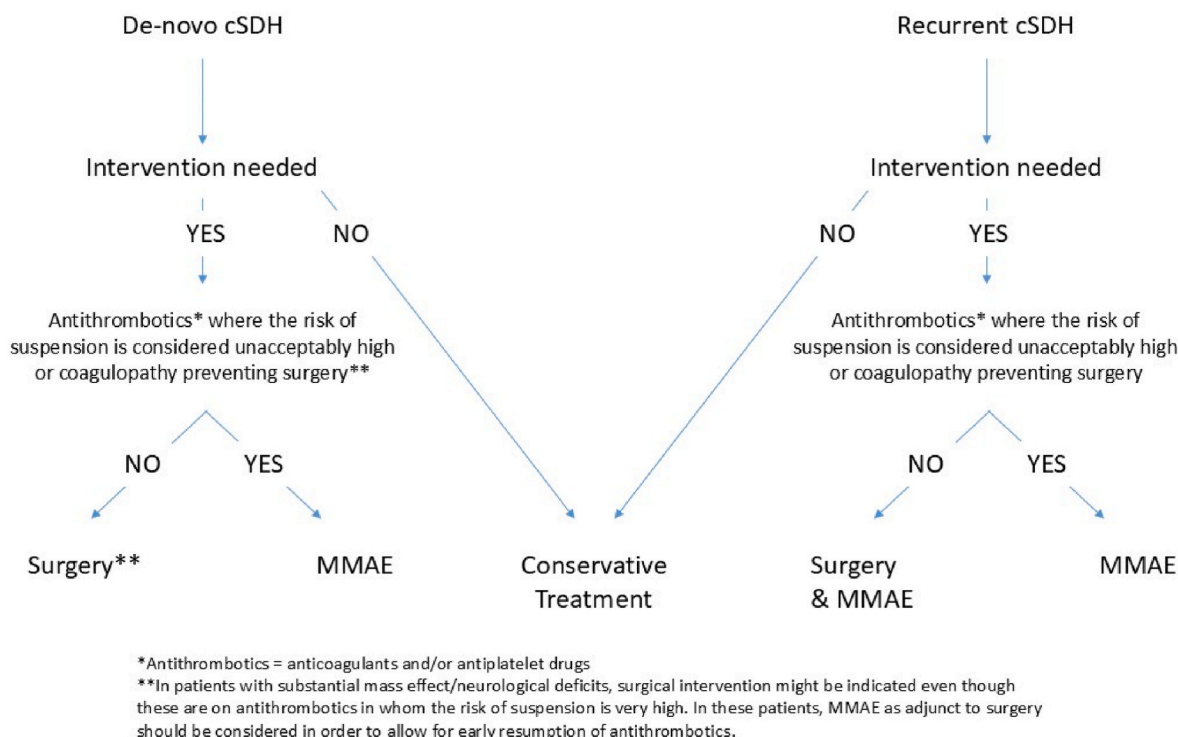 De-novo cSDH
Recurrent cSDH
Intervention needed
Intervention needed
YES
NO
NO
YES
Antithrombotics* where the risk of
suspension is considered unacceptably high
or coagulopathy preventing surgery**
Antithrombotics* where the risk of
suspension is considered unacceptably high
or coagulopathy preventing surgery
NO
YES
NO
YES
Surgery**
MMAE
Conservative
Treatment
Surgery
& MMAE
MMAE
*Antithrombotics = anticoagulants and/or antiplatelet drugs
**In patients with substantial mass effect/neurological deficits, surgical intervention might be indicated even though
these are on antithrombotics in whom the risk of suspension is very high. In these patients, MMAE as adjunct to surgery
should be considered in order to allow for early resumption of antithrombotics.